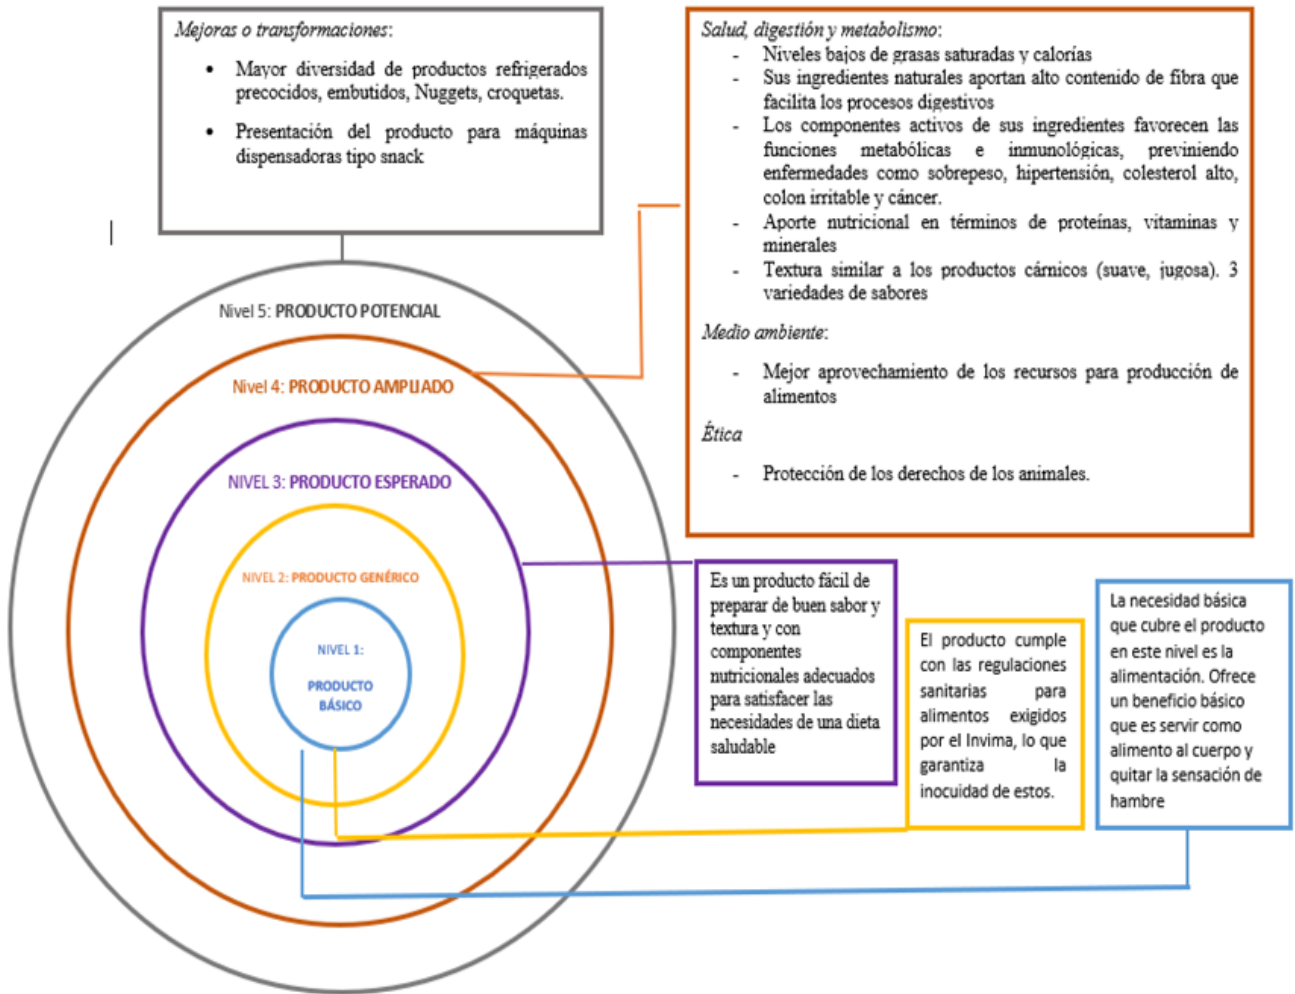 Mejoras o transformaciones:
• Mayor diversidad de productos refrigerados
precocidos, embutidos, Nuggets, croquetas.
• Presentación del producto para máquinas
dispensadoras tipo snack
Salud, digestión y metabolismo:
- Niveles bajos de grasas saturadas y calorías
- Sus ingredientes naturales aportan alto contenido de fibra que
facilita los procesos digestivos
- Los componentes activos de sus ingredientes favorecen las
funciones metabólicas e inmunológicas, previniendo
enfermedades como sobrepeso, hipertensión, colesterol alto,
colon irritable y cáncer.
- Aporte nutricional en términos de proteínas, vitaminas y
minerales
- Textura similar a los productos cárnicos (suave, jugosa). 3
variedades de sabores
Medio ambiente:
- Mejor aprovechamiento de los recursos para producción de
alimentos
Ética
- Protección de los derechos de los animales.
Nivel 5: PRODUCTO POTENCIAL
Nivel 4: PRODUCTO AMPLIADO
NIVEL 3: PRODUCTO ESPERADO
NIVEL 2: PRODUCTO GENÉRICO
NIVEL 1:
PRODUCTO
BÁSICO
Es un producto fácil de
preparar de buen sabor y
textura y con
componentes
nutricionales adecuados
para satisfacer las
necesidades de una dieta
saludable
El producto cumple
con las regulaciones
sanitarias para
alimentos exigidos
por el Invima, lo que
garantiza la
inocuidad de estos.
La necesidad básica
que cubre el producto
en este nivel es la
alimentación. Ofrece
un beneficio básico
que es servir como
alimento al cuerpo y
quitar la sensación de
hambre